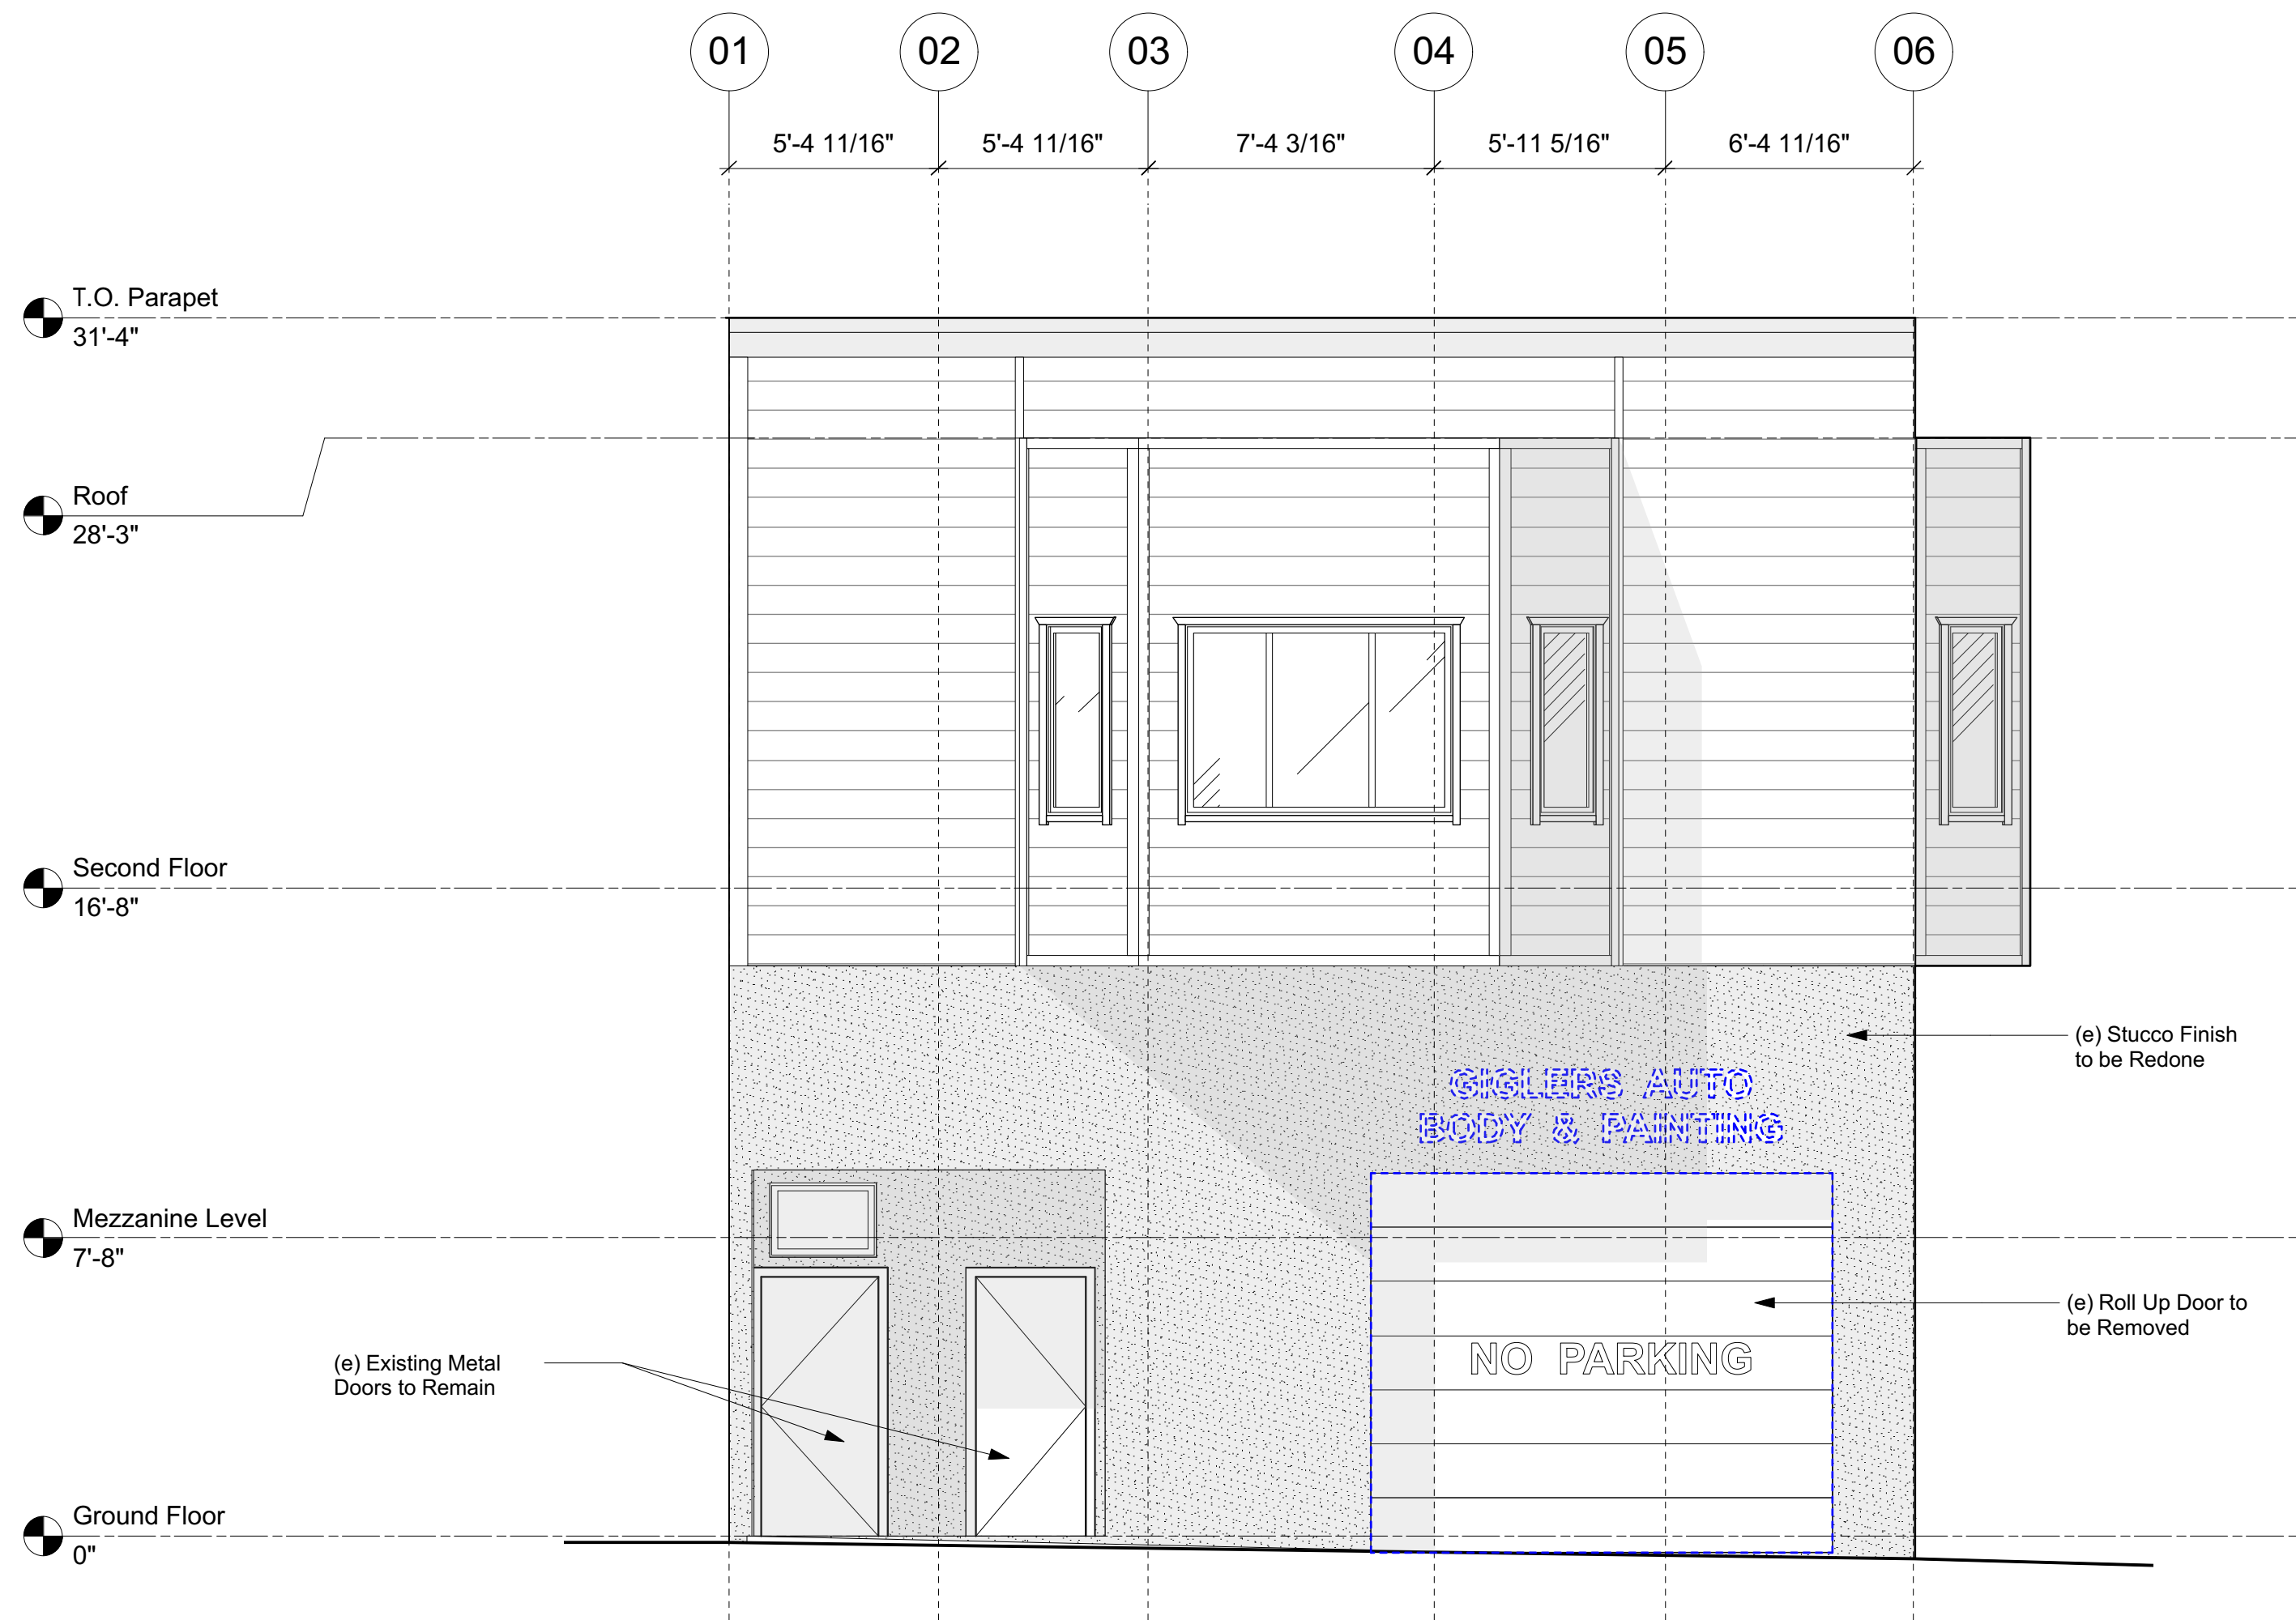 01 02 03 04 05 06
5'-4 11/16" 5'-4 11/16" 7'-4 3/16" 5'-11 5/16" 6'-4 11/16"
T.O. Parapet
31'-4"
Roof
28'-3"
Second Floor
16'-8"
(e) Stucco Finish
to be Redone
GIGLERS AUTO
BODY & PAINTING
Mezzanine Level
7'-8"
(e) Roll Up Door to
be Removed
NO PARKING
(e) Existing Metal
Doors to Remain
Ground Floor
0"